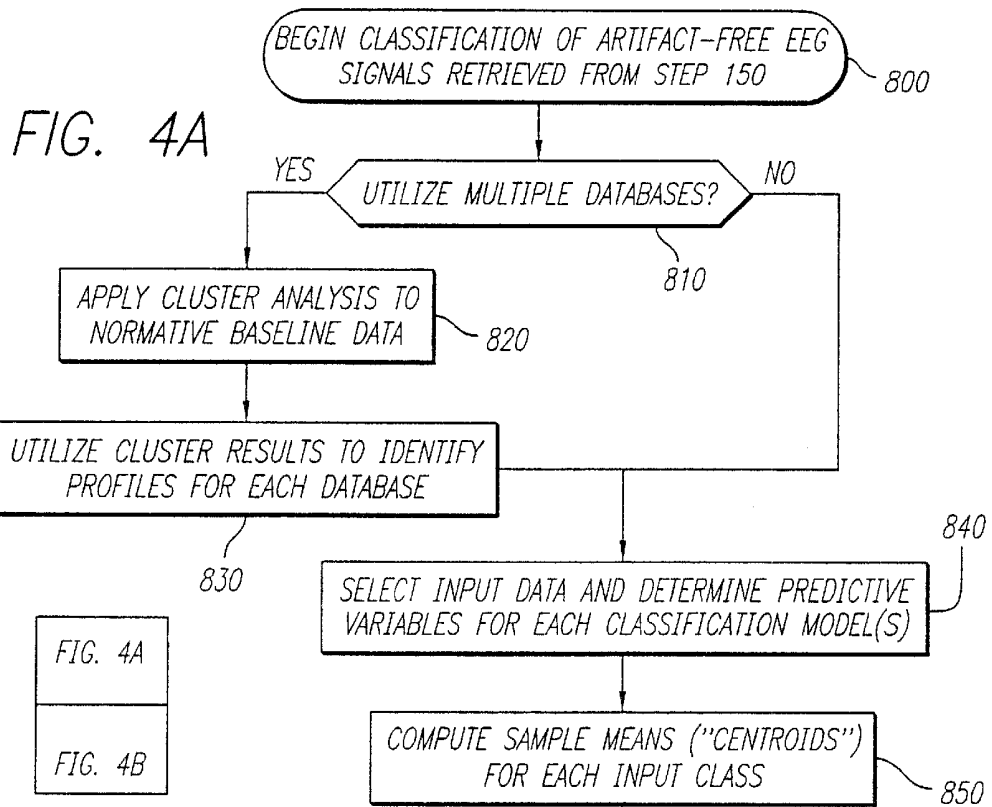 BEGIN CLASSIFICATION OF ARTIFACT-FREE EEG
SIGNALS RETRIEVED FROM STEP 150
800
FIG. 4A
YES
UTILIZE MULTIPLE DATABASES?
NO
810
APPLY CLUSTER ANALYSIS TO
NORMATIVE BASELINE DATA
820
UTILIZE CLUSTER RESULTS TO IDENTIFY
PROFILES FOR EACH DATABASE
830
840
SELECT INPUT DATA AND DETERMINE PREDICTIVE
VARIABLES FOR EACH CLASSIFICATION MODEL(S)
FIG. 4A
FIG. 4B
COMPUTE SAMPLE MEANS ("CENTROIDS")
FOR EACH INPUT CLASS
850